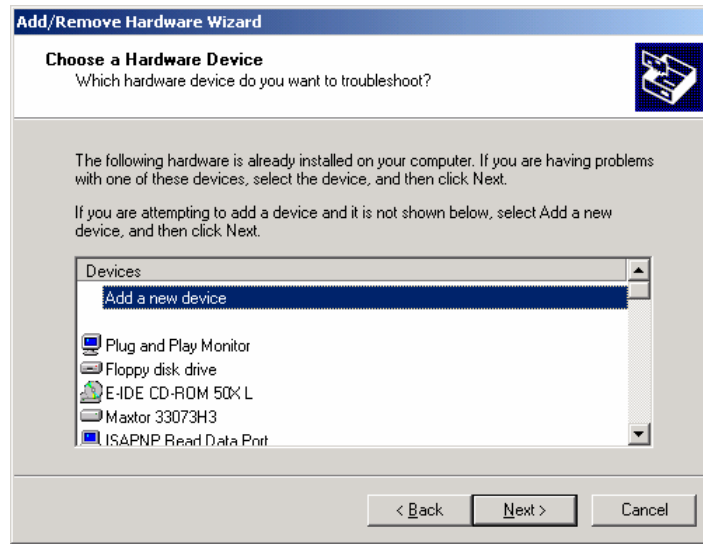 Add/Remove Hardware Wizard
Choose a Hardware Device
Which hardware device do you want to troubleshoot?
The following hardware is already installed on your computer. If you are having problems
with one of these devices, select the device, and then click Next.
If you are attempting to add a device and it is not shown below, select Add a new
device, and then click Next.
Devices
Add a new device
Plug and Play Monitor
Floppy disk drive
E-IDE CD-ROM 50X L
Maxtor 33073H3
ISAPNP Read Data Port
< Back Next > Cancel